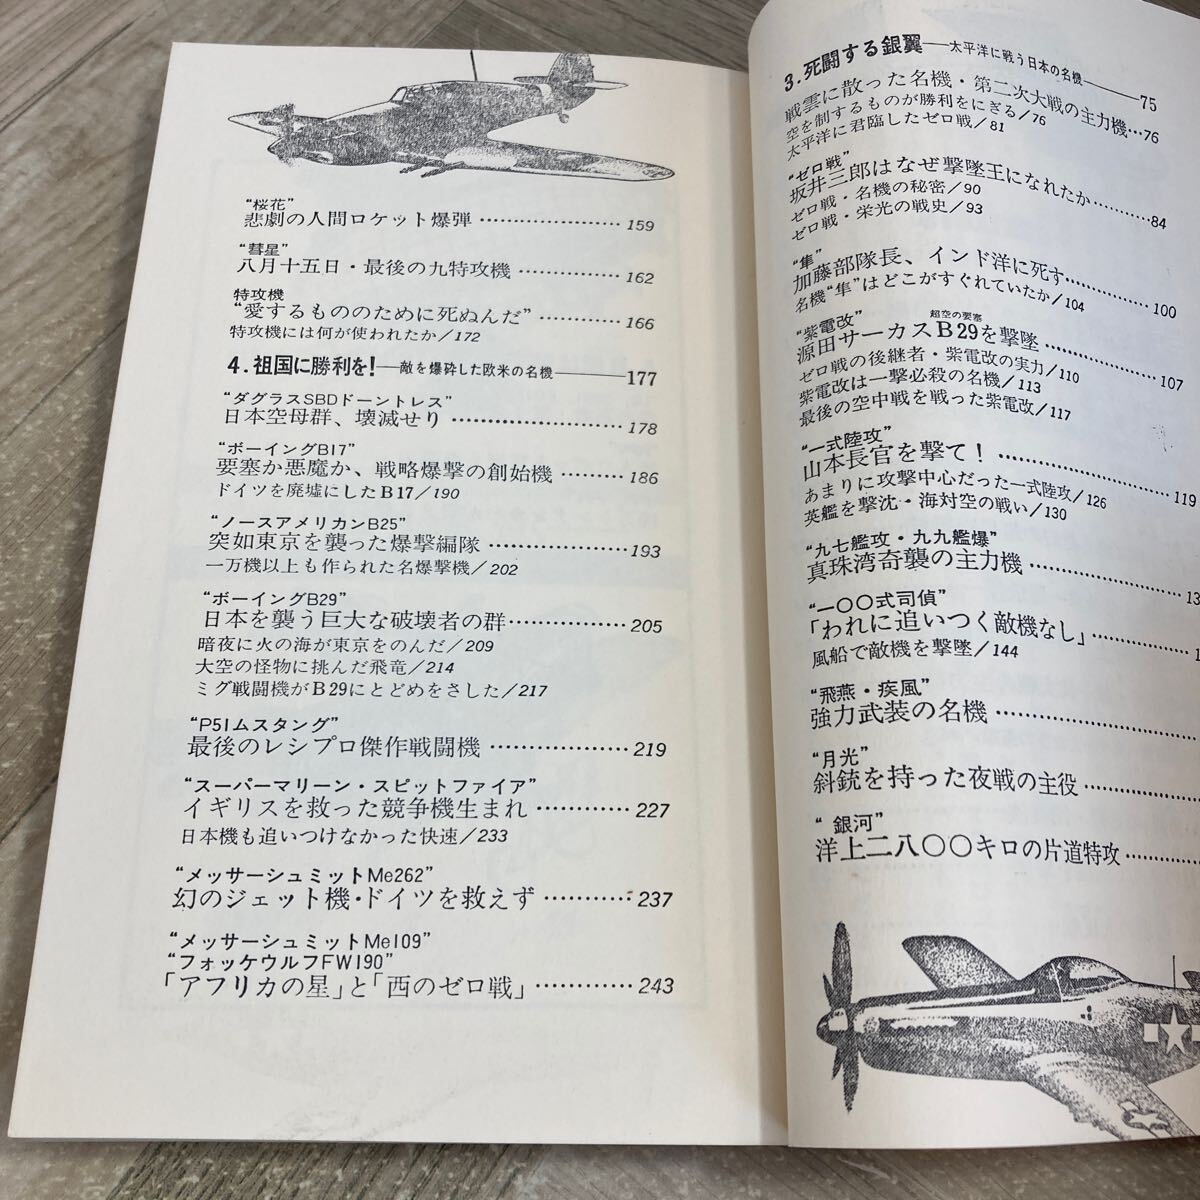 "桜花"
悲劇の人間ロケット爆弾…………………159
"彗星"
八月十五日・最後の九特攻機……………162
特攻機
"愛するもののために死ぬんだ"…………166
特攻機には何が使われたか/172
4.祖国に勝利を!――敵を爆砕した欧米の名機――177
"ダグラスSBDドーントレス"
日本空母群、壊滅せり……………………178
"ボーイングB17"
要塞か悪魔か、戦略爆撃の創始機………186
ドイツを廃墟にしたB17/190
"ノースアメリカンB25"
突如東京を襲った爆撃編隊………………193
一万機以上も作られた名爆撃機/202
"ボーイングB29"
日本を襲う巨大な破壊者の群……………205
暗夜に火の海が東京をのんだ/209
大空の怪物に挑んだ飛竜/214
ミグ戦闘機がB29にとどめをさした/217
"P51ムスタング"
最後のレシプロ傑作戦闘機………………219
"スーパーマリーン・スピットファイア"
イギリスを救った競争機生まれ…………227
日本機も追いつけなかった快速/233
"メッサーシュミットMe262"
幻のジェット機・ドイツを救えず………237
"メッサーシュミットMe109"
"フォッケウルフFW190"
「アフリカの星」と「西のゼロ戦」…………243
3.死闘する銀翼――太平洋に戦う日本の名機――75
戦雲に散った名機・第二次大戦の主力機…76
空を制するものが勝利をにぎる/76
太平洋に君臨したゼロ戦/81
"ゼロ戦"
坂井三郎はなぜ撃墜王になれたか…………84
ゼロ戦・名機の秘密/90
ゼロ戦・栄光の戦史/93
"隼"
加藤部隊長、インド洋に死す……………100
名機"隼"はどこがすぐれていたか/104
"紫電改"
源田サーカスB29を撃墜……………………107
超空の要塞
ゼロ戦の後継者・紫電改の実力/110
紫電改は一撃必殺の名機/113
最後の空中戦を戦った紫電改/117
"一式陸攻"
山本長官を撃て!……………………………119
あまりに攻撃中心だった一式陸攻/126
英艦を撃沈・海対空の戦い/130
"九七艦攻・九九艦爆"
真珠湾奇襲の主力機…………………13
"一〇〇式司偵"
「われに追いつく敵機なし」…………1
風船で敵機を撃墜/144
"飛燕・疾風"
強力武装の名機…………………
"月光"
斜銃を持った夜戦の主役…………
"銀河"
洋上二八〇〇キロの片道特攻………